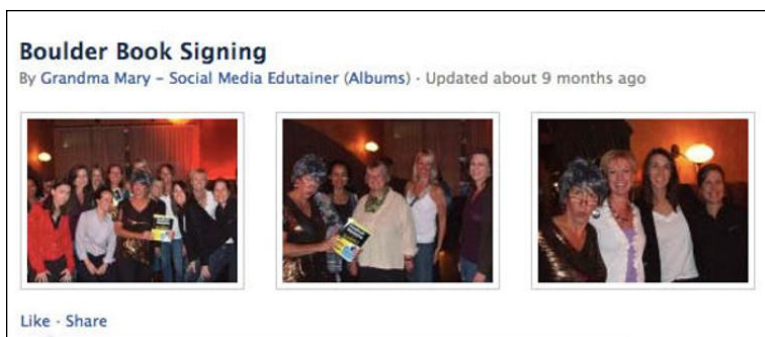 Boulder Book Signing
By Grandma Mary – Social Media Edutainer (Albums) · Updated about 9 months ago
Like · Share